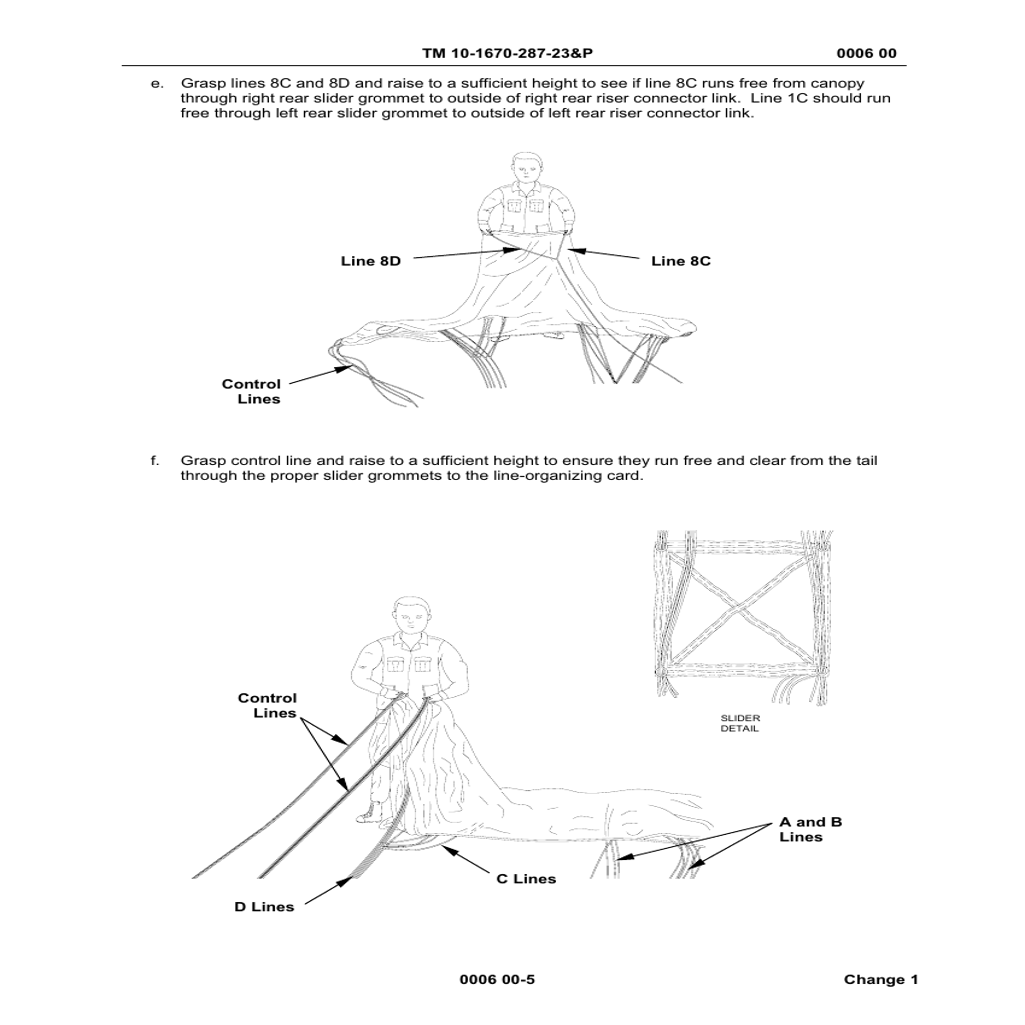 TM 10-1670-287-23&P 0006 00
e. Grasp lines 8C and 8D and raise to a sufficient height to see if line 8C runs free from canopy
through right rear slider grommet to outside of right rear riser connector link. Line 1C should run
free through left rear slider grommet to outside of left rear riser connector link.
Line 8D
Line 8C
Control
Lines
f. Grasp control line and raise to a sufficient height to ensure they run free and clear from the tail
through the proper slider grommets to the line-organizing card.
Control
Lines
SLIDER
DETAIL
A and B
Lines
C Lines
D Lines
0006 00-5 Change 1